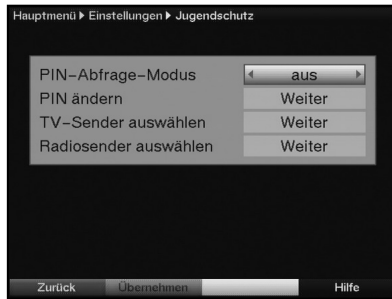 Hauptmenü ▶ Einstellungen ▶ Jugendschutz
PIN-Abfrage-Modus aus
PIN ändern Weiter
TV-Sender auswählen Weiter
Radiosender auswählen Weiter
Zurück Übernehmen Hilfe